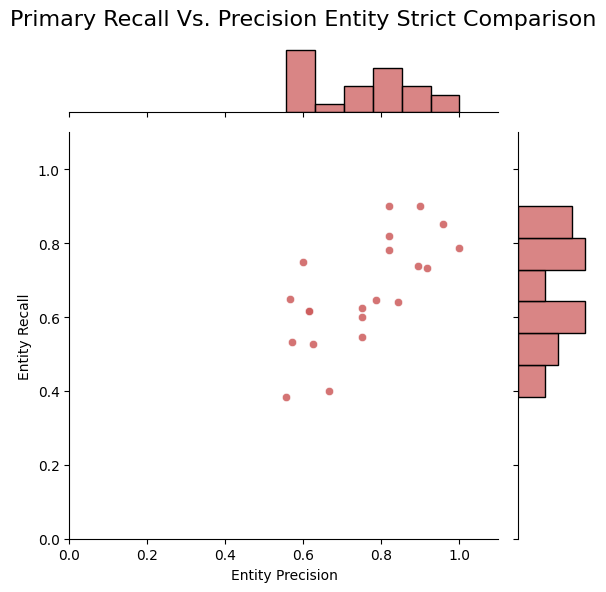 Primary Recall Vs. Precision Entity Strict Comparison
1.0
0.8
0.6
0.4
0.2
0.0
Entity Recall
0.0 0.2 0.4 0.6 0.8 1.0
Entity Precision